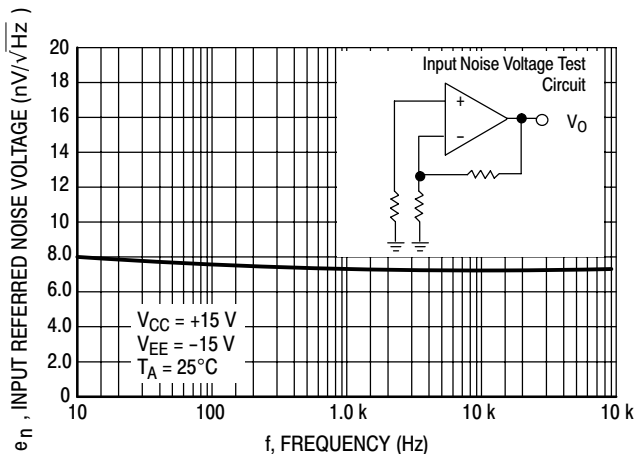 e_n, INPUT REFERRED NOISE VOLTAGE (nV/√Hz)
20
18
16
14
12
10
8.0
6.0
4.0
2.0
0
Input Noise Voltage Test
Circuit
+
−
V_O
V_CC = +15 V
V_EE = −15 V
T_A = 25°C
10
100
1.0 k
10 k
90 k
f, FREQUENCY (Hz)